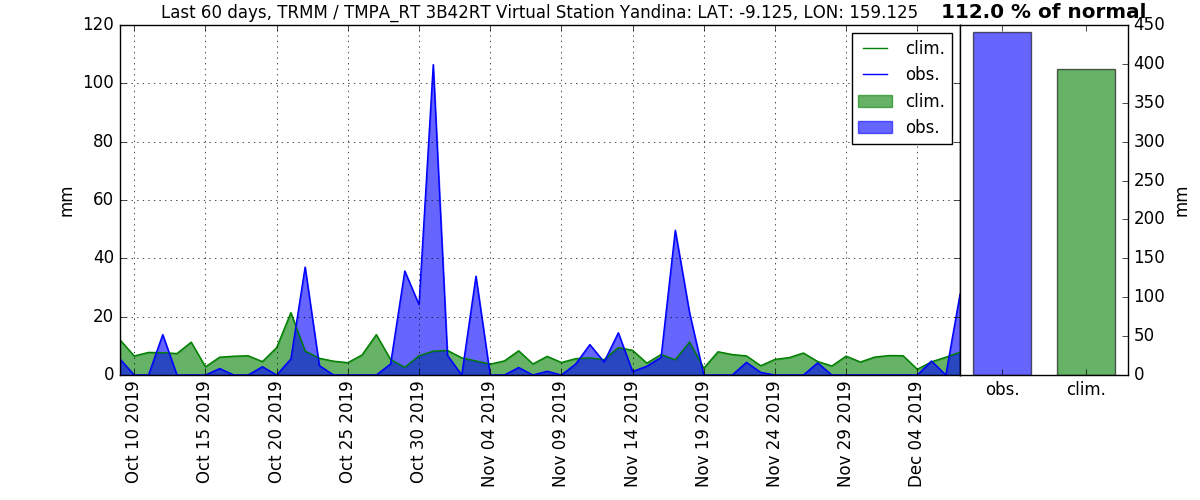 Last 60 days, TRMM / TMPA_RT 3B42RT Virtual Station Yandina: LAT: -9.125, LON: 159.125
112.0 % of normal
120
100
80
60
40
20
0
mm
clim.
obs.
clim.
obs.
450
400
350
300
250
200
150
100
50
0
mm
obs.
clim.
Oct 10 2019
Oct 15 2019
Oct 20 2019
Oct 25 2019
Oct 30 2019
Nov 04 2019
Nov 09 2019
Nov 14 2019
Nov 19 2019
Nov 24 2019
Nov 29 2019
Dec 04 2019